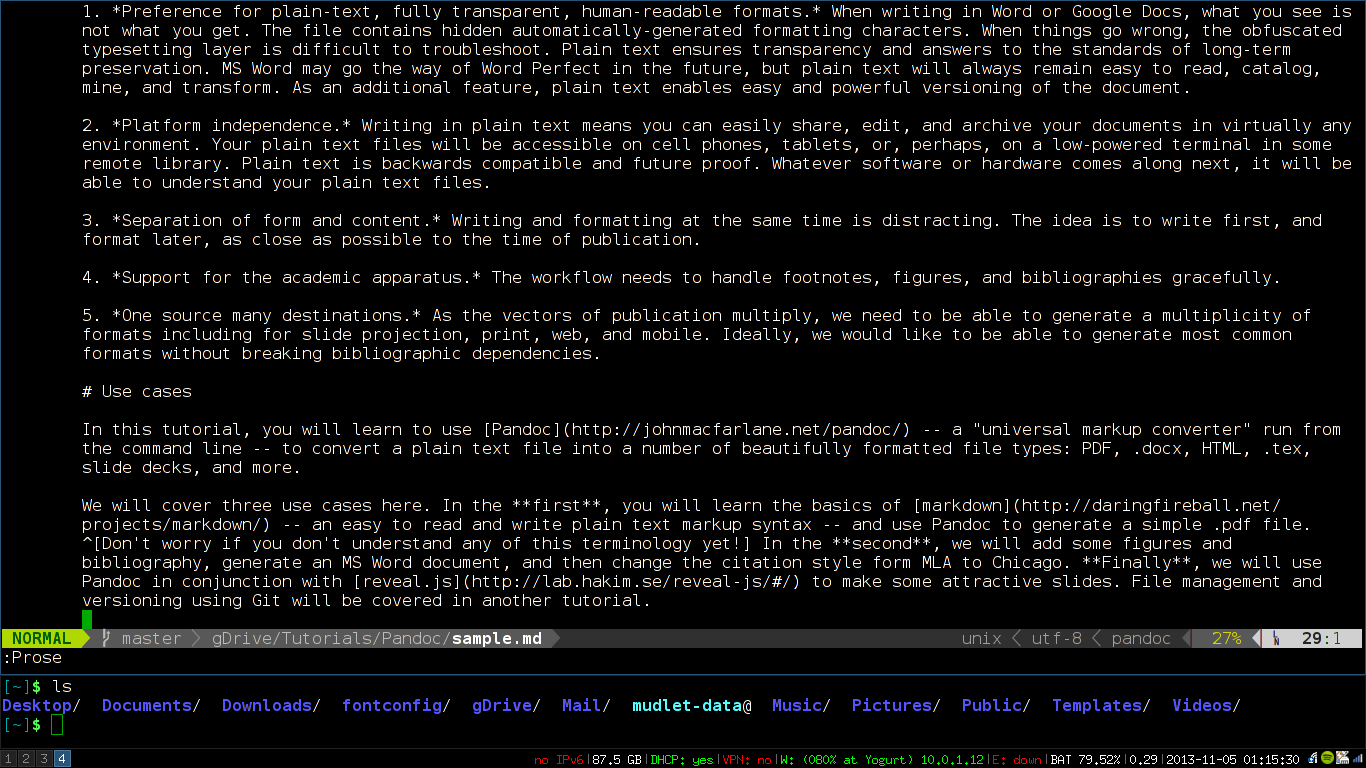 1. *Preference for plain-text, fully transparent, human-readable formats.* When writing in Word or Google Docs, what you see is
not what you get. The file contains hidden automatically-generated formatting characters. When things go wrong, the obfuscated
typesetting layer is difficult to troubleshoot. Plain text ensures transparency and answers to the standards of long-term
preservation. MS Word may go the way of Word Perfect in the future, but plain text will always remain easy to read, catalog,
mine, and transform. As an additional feature, plain text enables easy and powerful versioning of the document.

2. *Platform independence.* Writing in plain text means you can easily share, edit, and archive your documents in virtually any
environment. Your plain text files will be accessible on cell phones, tablets, or, perhaps, on a low-powered terminal in some
remote library. Plain text is backwards compatible and future proof. Whatever software or hardware comes along next, it will be
able to understand your plain text files.

3. *Separation of form and content.* Writing and formatting at the same time is distracting. The idea is to write first, and
format later, as close as possible to the time of publication.

4. *Support for the academic apparatus.* The workflow needs to handle footnotes, figures, and bibliographies gracefully.

5. *One source many destinations.* As the vectors of publication multiply, we need to be able to generate a multiplicity of
formats including for slide projection, print, web, and mobile. Ideally, we would like to be able to generate most common
formats without breaking bibliographic dependencies.

# Use cases

In this tutorial, you will learn to use [Pandoc](http://johnmacfarlane.net/pandoc/) -- a "universal markup converter" run from
the command line -- to convert a plain text file into a number of beautifully formatted file types: PDF, .docx, HTML, .tex,
slide decks, and more.

We will cover three use cases here. In the **first**, you will learn the basics of [markdown](http://daringfireball.net/
projects/markdown/) -- an easy to read and write plain text markup syntax -- and use Pandoc to generate a simple .pdf file.
^[Don't worry if you don't understand any of this terminology yet!] In the **second**, we will add some figures and
bibliography, generate an MS Word document, and then change the citation style form MLA to Chicago. **Finally**, we will use
Pandoc in conjunction with [reveal.js](http://lab.hakim.se/reveal-js/#/) to make some attractive slides. File management and
versioning using Git will be covered in another tutorial.
NORMAL master gDrive/Tutorials/Pandoc/sample.md unix utf-8 pandoc 27% LN 29:1
:Prose
[~]$ ls
Desktop/ Documents/ Downloads/ fontconfig/ gDrive/ Mail/ mudlet-data@ Music/ Pictures/ Public/ Templates/ Videos/
[~]$
1 2 3 4 no IPv6|87.5 GB|DHCP: yes|VPN: no|W: (080% at Yogurt) 10.0.1.12|E: down|BAT 79.52%|0.29|2013-11-05 01:15:30